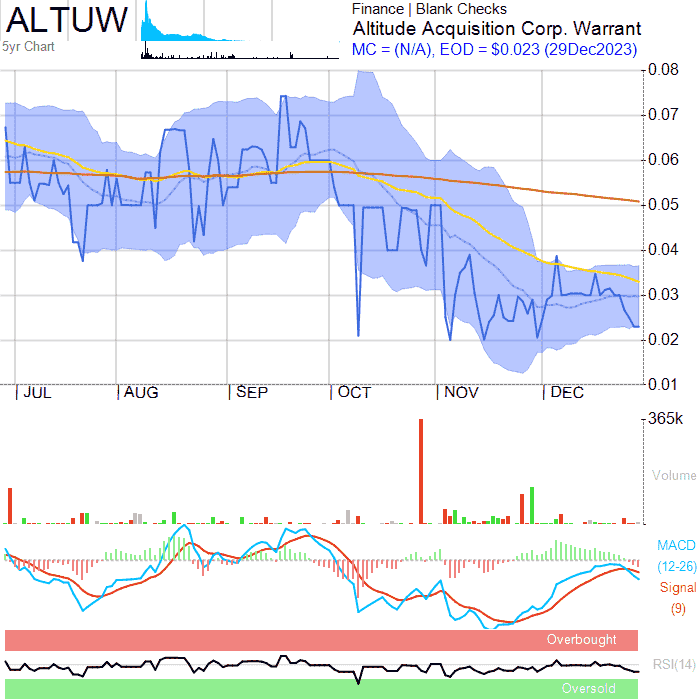 ALTUW
5yr Chart
Finance | Blank Checks
Altitude Acquisition Corp. Warrant
MC = (N/A), EOD = $0.023 (29Dec2023)
0.08
0.07
0.06
0.05
0.04
0.03
0.02
0.01
JUL AUG SEP OCT NOV DEC
365k
Volume
MACD
(12-26)
Signal
(9)
Overbought
RSI(14)
Oversold